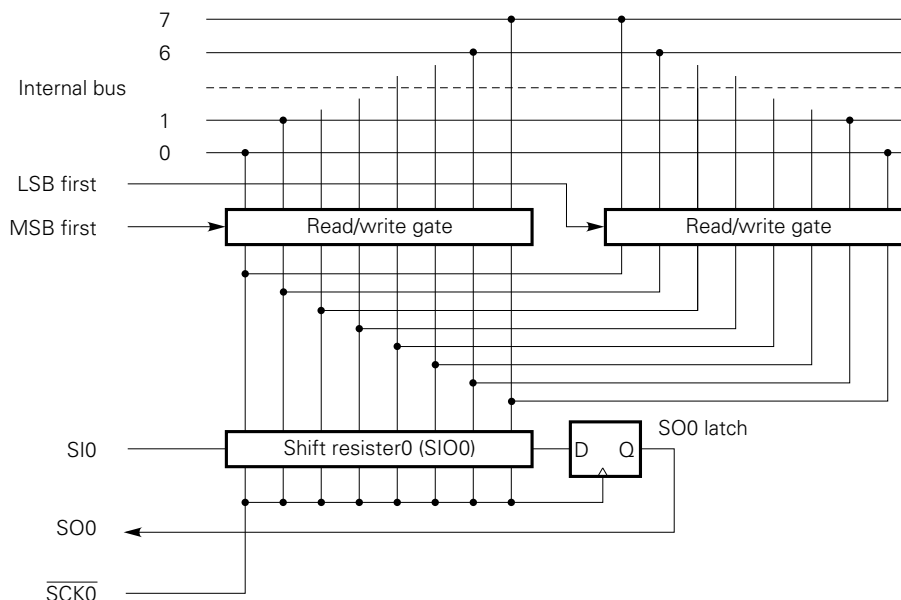 7
6
Internal bus
1
0
LSB first
MSB first
Read/write gate
Read/write gate
SI0
Shift resister0 (SIO0)
D
Q
SO0 latch
SO0
SCK0